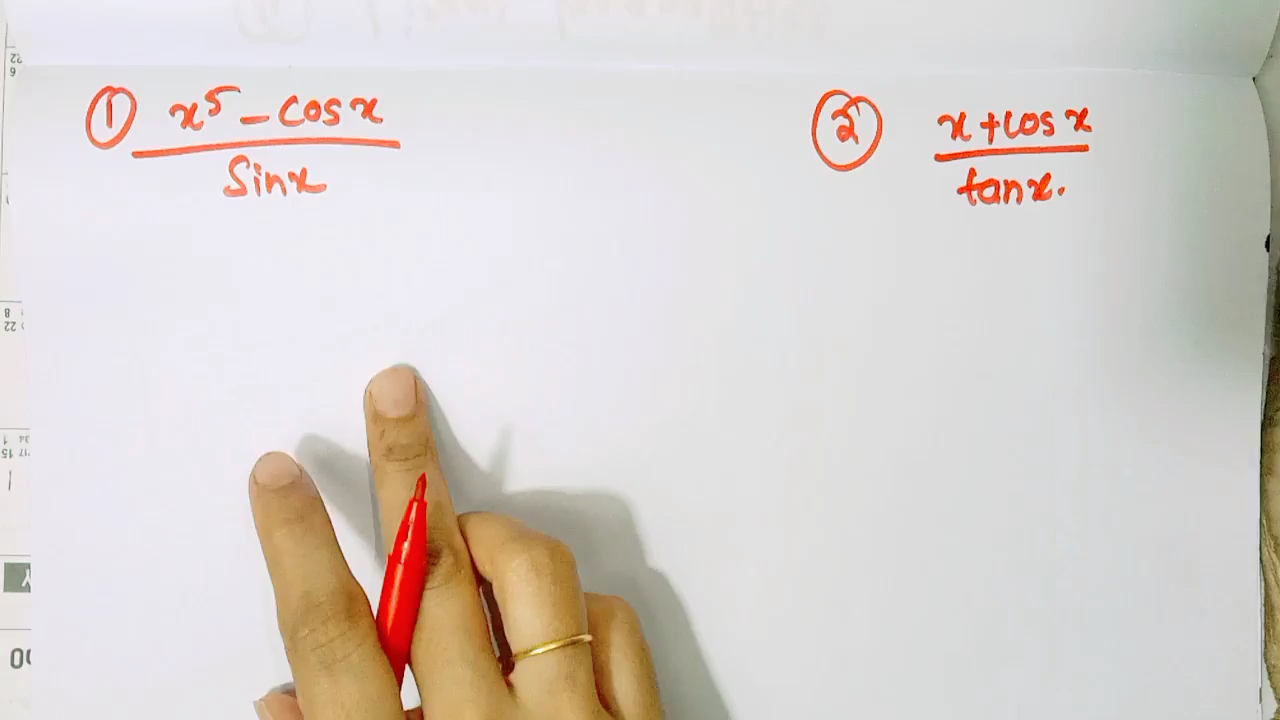 ① x⁵ - cos x
sin x
② x + cos x
tan x.